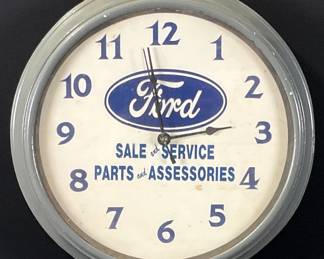 11 12 1
10 2
Ford
9 3
SALE and SERVICE
PARTS and ASSESSORIES
8 4
7 6 5